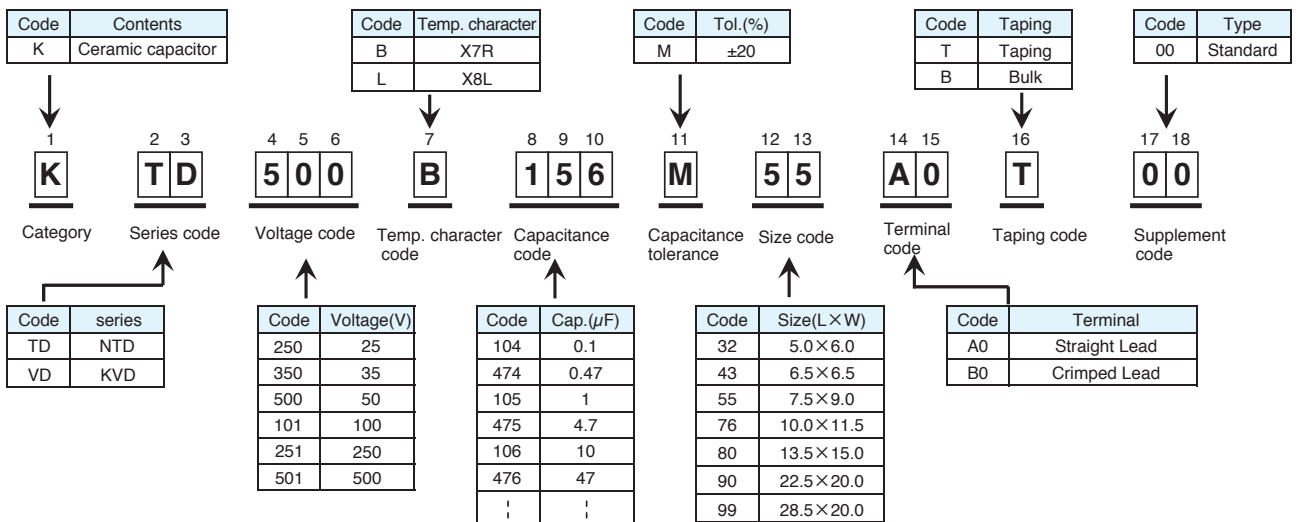 Code Contents
K Ceramic capacitor
Code Temp. character
B X7R
L X8L
Code Tol.(%)
M ±20
Code Taping
T Taping
B Bulk
Code Type
00 Standard
1 2 3 4 5 6 7 8 9 10 11 12 13 14 15 16 17 18
K T D 5 0 0 B 1 5 6 M 5 5 A 0 T 0 0
Category
Series code
Voltage code
Temp. character
code
Capacitance
code
Capacitance
tolerance
Size code
Terminal
code
Taping code
Supplement
code
Code series
TD NTD
VD KVD
Code Voltage(V)
250 25
350 35
500 50
101 100
251 250
501 500
Code Cap.(μF)
104 0.1
474 0.47
105 1
475 4.7
106 10
476 47
¦ ¦
Code Size(L×W)
32 5.0×6.0
43 6.5×6.5
55 7.5×9.0
76 10.0×11.5
80 13.5×15.0
90 22.5×20.0
99 28.5×20.0
Code Terminal
A0 Straight Lead
B0 Crimped Lead